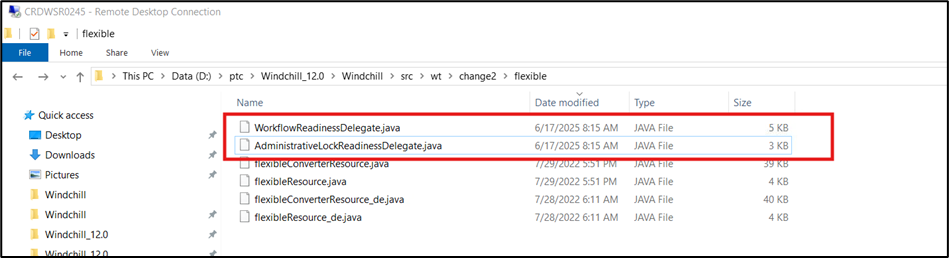 CRDWSR0245 - Remote Desktop Connection
flexible
File Home Share View
This PC > Data (D:) > ptc > Windchill_12.0 > Windchill > src > wt > change2 > flexible
Name Date modified Type Size
Quick access
WorkflowReadinessDelegate.java 6/17/2025 8:15 AM JAVA File 5 KB
Desktop
AdministrativeLockReadinessDelegate.java 6/17/2025 8:15 AM JAVA File 3 KB
Downloads
flexibleConverterResource.java 7/29/2022 5:51 PM JAVA File 39 KB
Pictures
flexibleResource.java 7/29/2022 5:51 PM JAVA File 4 KB
Windchill
flexibleConverterResource_de.java 7/28/2022 6:11 AM JAVA File 40 KB
Windchill
flexibleResource_de.java 7/28/2022 6:11 AM JAVA File 4 KB
Windchill_12.0
Windchill_12.0